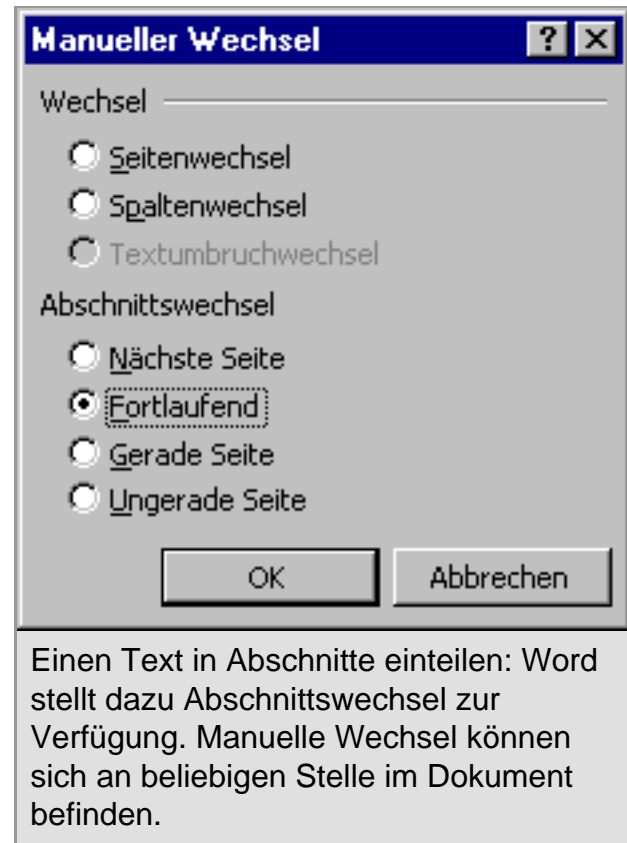 Manueller Wechsel
Wechsel
Seitenwechsel
Spaltenwechsel
Textumbruchwechsel
Abschnittswechsel
Nächste Seite
Fortlaufend
Gerade Seite
Ungerade Seite
OK Abbrechen
Einen Text in Abschnitte einteilen: Word
stellt dazu Abschnittswechsel zur
Verfügung. Manuelle Wechsel können
sich an beliebigen Stelle im Dokument
befinden.